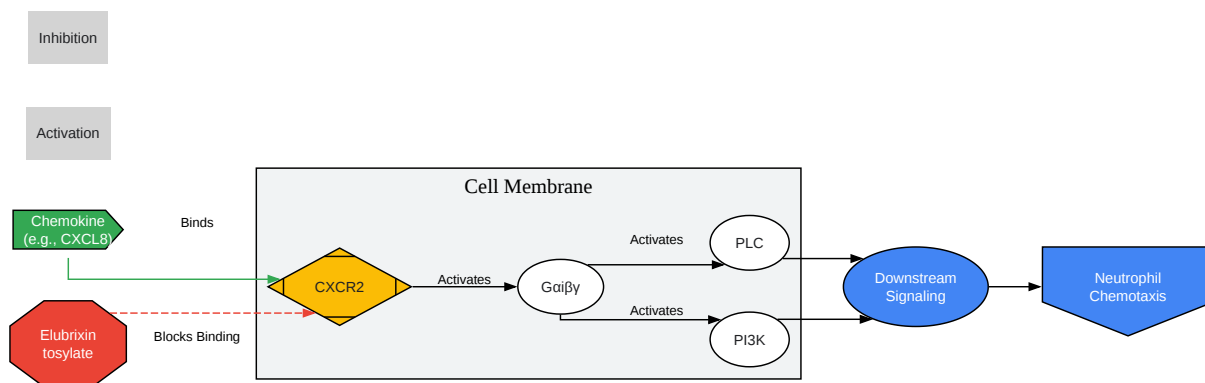 Inhibition
Activation
Cell Membrane
Chemokine
(e.g., CXCL8)
Binds
CXCR2
Activates
Gαiβγ
Activates
PLC
Activates
PI3K
Downstream
Signaling
Neutrophil
Chemotaxis
Elubrixin
tosylate
Blocks Binding